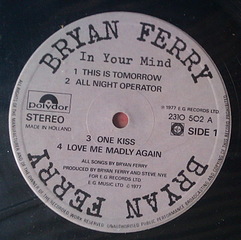 BRYAN FERRY
In Your Mind
1 THIS IS TOMORROW
2 ALL NIGHT OPERATOR
polydor
STEREO
MADE IN HOLLAND
℗ 1977 E.G RECORDS LTD
2310 502 A
SIDE 1
3 ONE KISS
4 LOVE ME MADLY AGAIN
ALL SONGS BY BRYAN FERRY
PRODUCED BY BRYAN FERRY AND STEVE NYE
FOR E.G RECORDS LTD
E.G MUSIC LTD ©1977
BRYAN FERRY